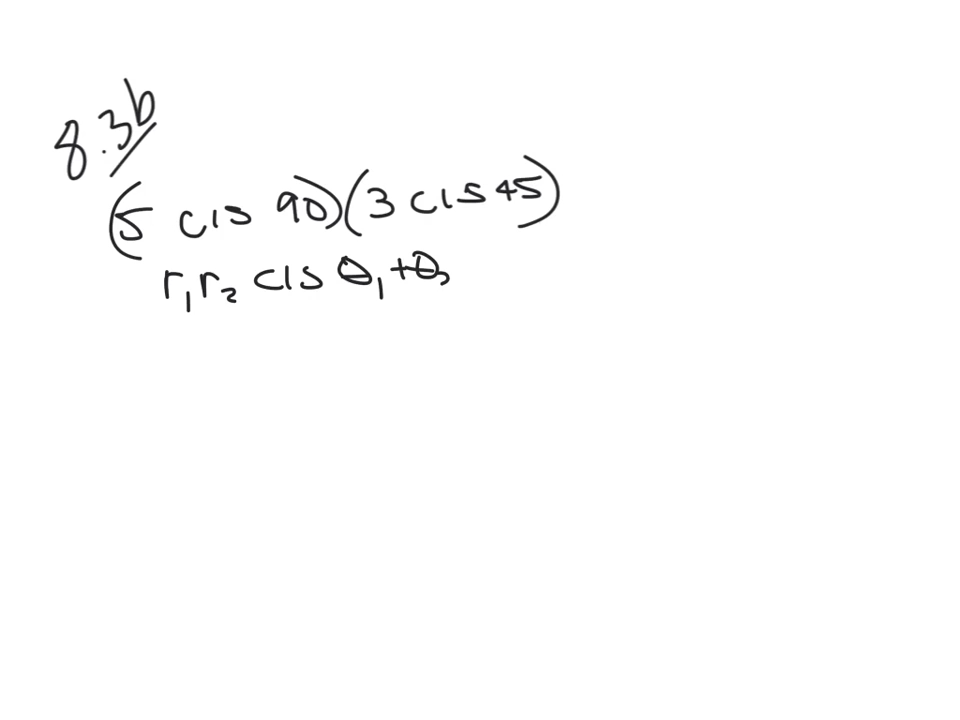 8.3b
(5 cis 90)(3 cis 45)
r₁r₂ cis θ₁+θ₂